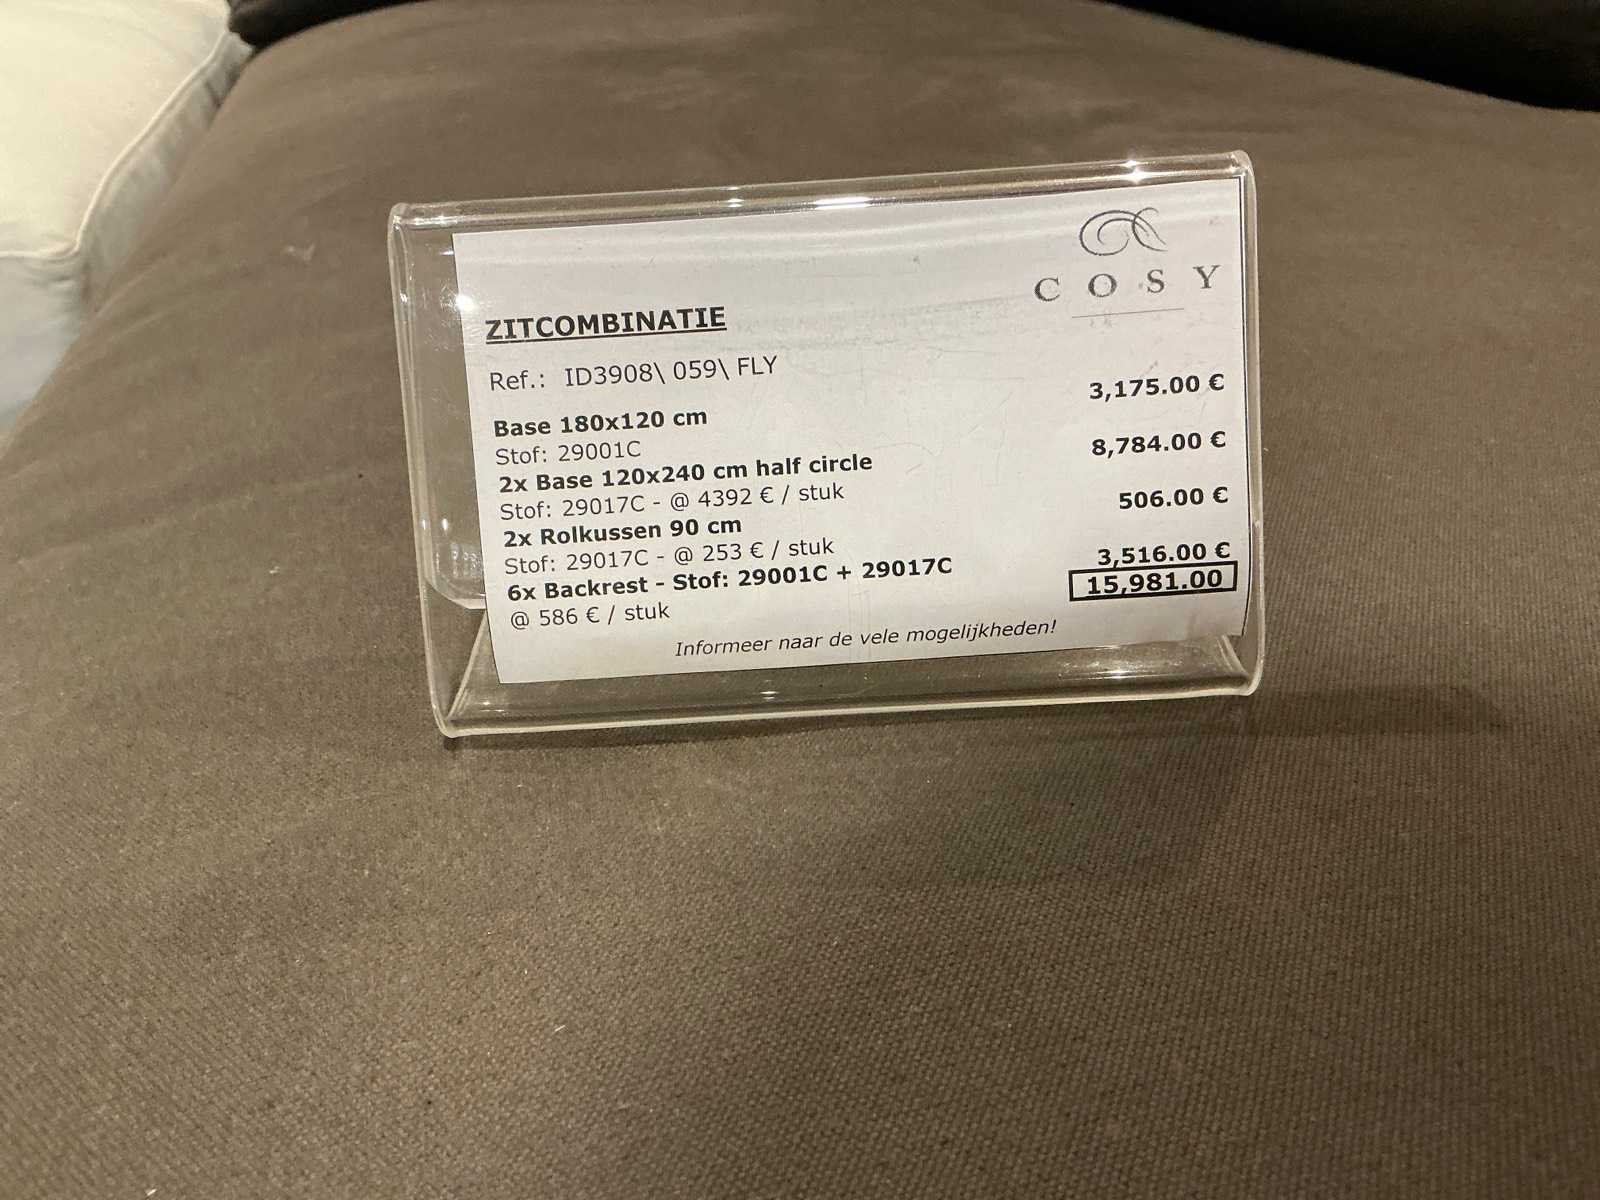 COSY
ZITCOMBINATIE
Ref.: ID3908\ 059\ FLY
Base 180x120 cm 3,175.00 €
Stof: 29001C
2x Base 120x240 cm half circle 8,784.00 €
Stof: 29017C - @ 4392 € / stuk
2x Rolkussen 90 cm 506.00 €
Stof: 29017C - @ 253 € / stuk
6x Backrest - Stof: 29001C + 29017C 3,516.00 €
@ 586 € / stuk 15,981.00
Informeer naar de vele mogelijkheden!